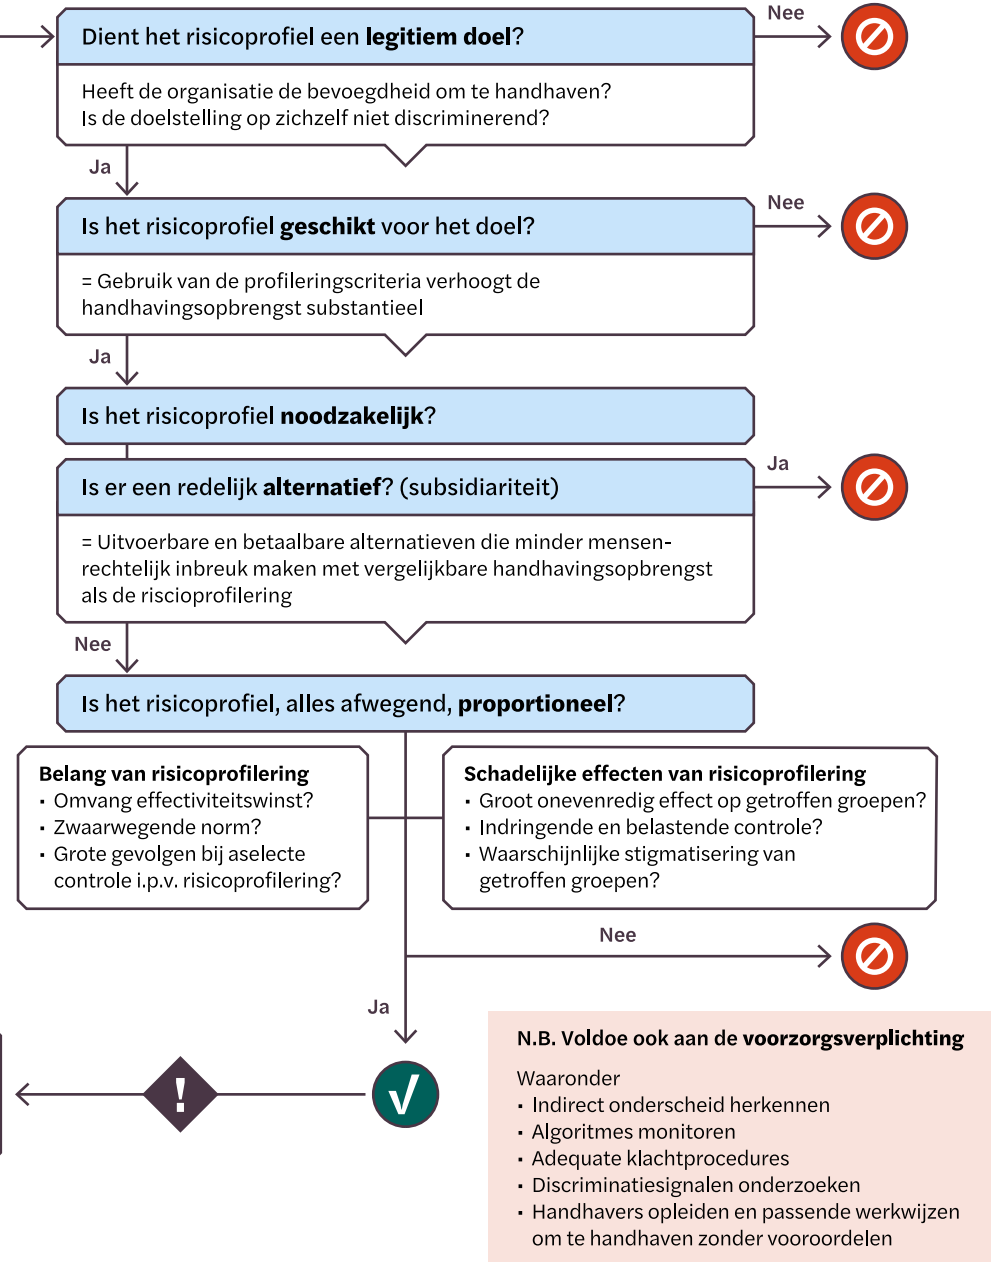 Dient het risicoprofiel een legitiem doel?
Nee
Heeft de organisatie de bevoegdheid om te handhaven?
Is de doelstelling op zichzelf niet discriminerend?
Ja
Is het risicoprofiel geschikt voor het doel?
Nee
= Gebruik van de profileringscriteria verhoogt de
handhavingsopbrengst substantieel
Ja
Is het risicoprofiel noodzakelijk?
Is er een redelijk alternatief? (subsidiariteit)
Ja
= Uitvoerbare en betaalbare alternatieven die minder mensen-
rechtelijk inbreuk maken met vergelijkbare handhavingsopbrengst
als de riscioprofilering
Nee
Is het risicoprofiel, alles afwegend, proportioneel?
Belang van risicoprofilering
· Omvang effectiviteitswinst?
· Zwaarwegende norm?
· Grote gevolgen bij aselecte
controle i.p.v. risicoprofilering?
Schadelijke effecten van risicoprofilering
· Groot onevenredig effect op getroffen groepen?
· Indringende en belastende controle?
· Waarschijnlijke stigmatisering van
getroffen groepen?
Nee
Ja
!
N.B. Voldoe ook aan de voorzorgsverplichting
Waaronder
· Indirect onderscheid herkennen
· Algoritmes monitoren
· Adequate klachtprocedures
· Discriminatiesignalen onderzoeken
· Handhavers opleiden en passende werkwijzen
om te handhaven zonder vooroordelen